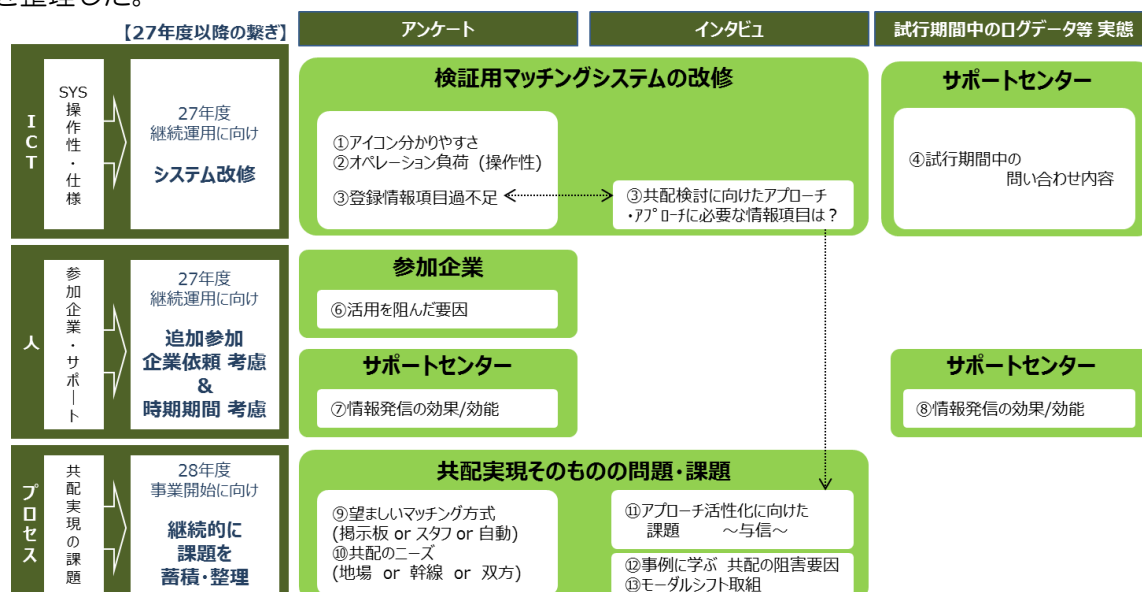 を整理した。
【27年度以降の繋ぎ】
アンケート
インタビュ
試行期間中のログデータ等 実態
ICT
SYS操作性・仕様
27年度
継続運用に向け
システム改修
検証用マッチングシステムの改修
①アイコン分かりやすさ
②オペレーション負荷 (操作性)
③登録情報項目過不足
③共配検討に向けたアプローチ
・アプローチに必要な情報項目は？
サポートセンター
④試行期間中の
問い合わせ内容
人
参加企業・サポート
27年度
継続運用に向け
追加参加
企業依頼 考慮
&
時期期間 考慮
参加企業
⑥活用を阻んだ要因
サポートセンター
⑦情報発信の効果/効能
サポートセンター
⑧情報発信の効果/効能
プロセス
共配実現の課題
28年度
事業開始に向け
継続的に
課題を
蓄積・整理
共配実現そのものの問題・課題
⑨望ましいマッチング方式
(掲示板 or スタフ or 自動)
⑩共配のニーズ
(地場 or 幹線 or 双方)
⑪アプローチ活性化に向けた
課題 ～与信～
⑫事例に学ぶ 共配の阻害要因
⑬モーダルシフト取組